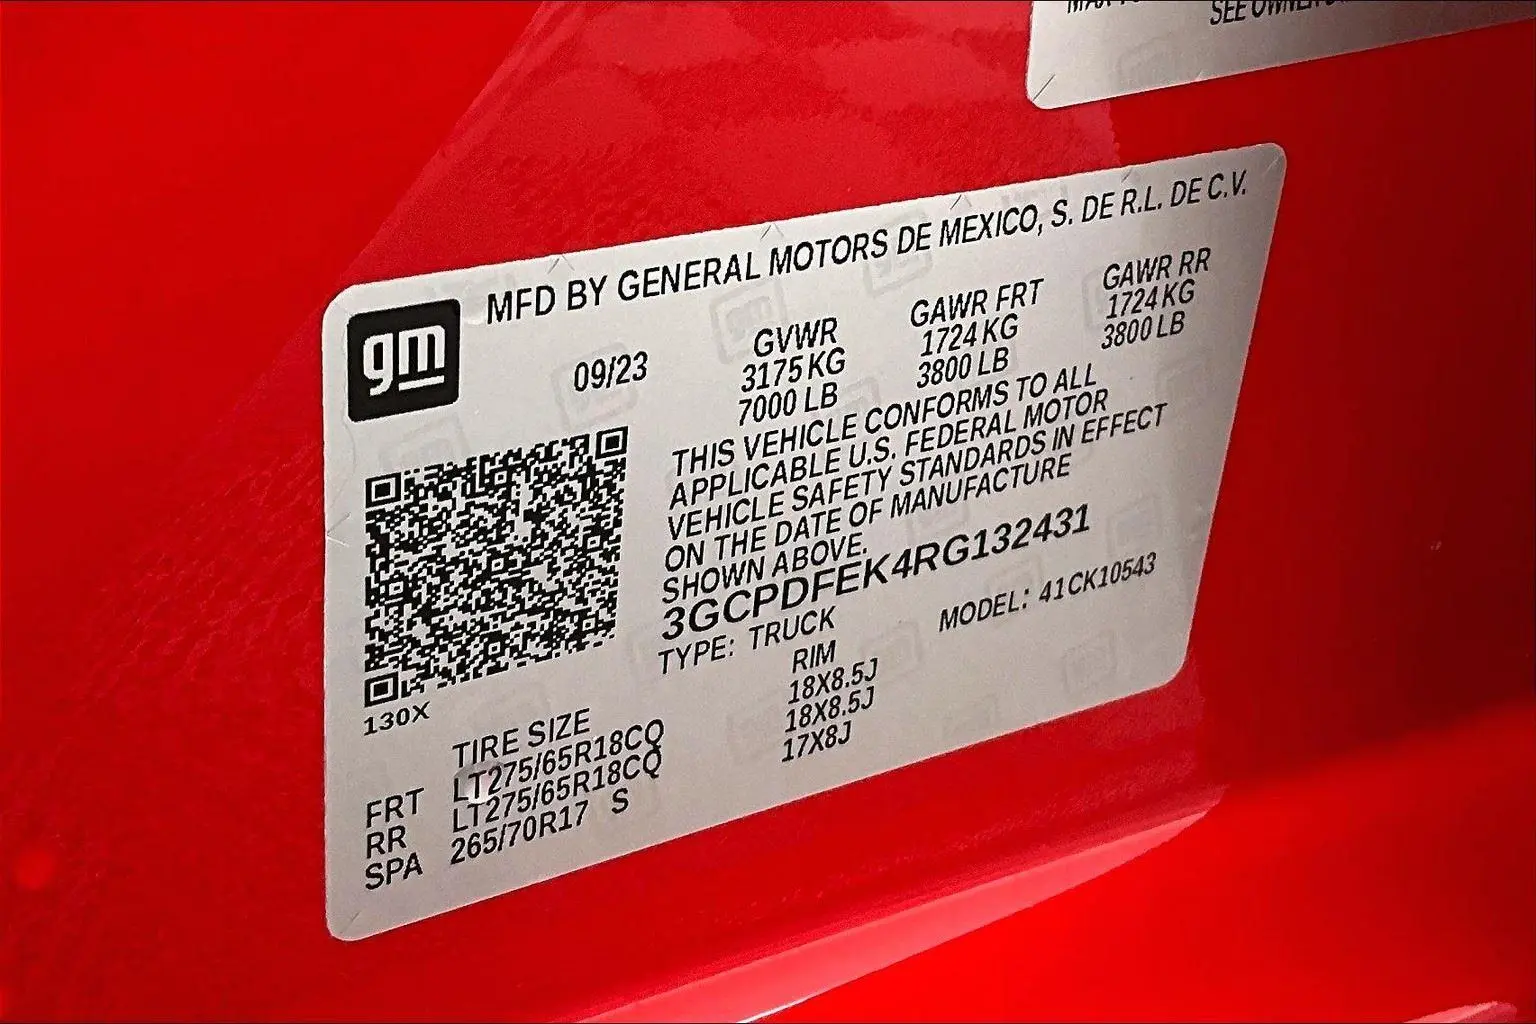 SEE OWNER
MFD BY GENERAL MOTORS DE MEXICO, S. DE R.L. DE C.V.
gm
09/23
GVWR GAWR FRT GAWR RR
3175 KG 1724 KG 1724 KG
7000 LB 3800 LB 3800 LB
THIS VEHICLE CONFORMS TO ALL
APPLICABLE U.S. FEDERAL MOTOR
VEHICLE SAFETY STANDARDS IN EFFECT
ON THE DATE OF MANUFACTURE
SHOWN ABOVE.
3GCPDFEK4RG132431
TYPE: TRUCK MODEL: 41CK10543
130X
TIRE SIZE RIM
FRT LT275/65R18CQ 18X8.5J
RR LT275/65R18CQ 18X8.5J
SPA 265/70R17 S 17X8J